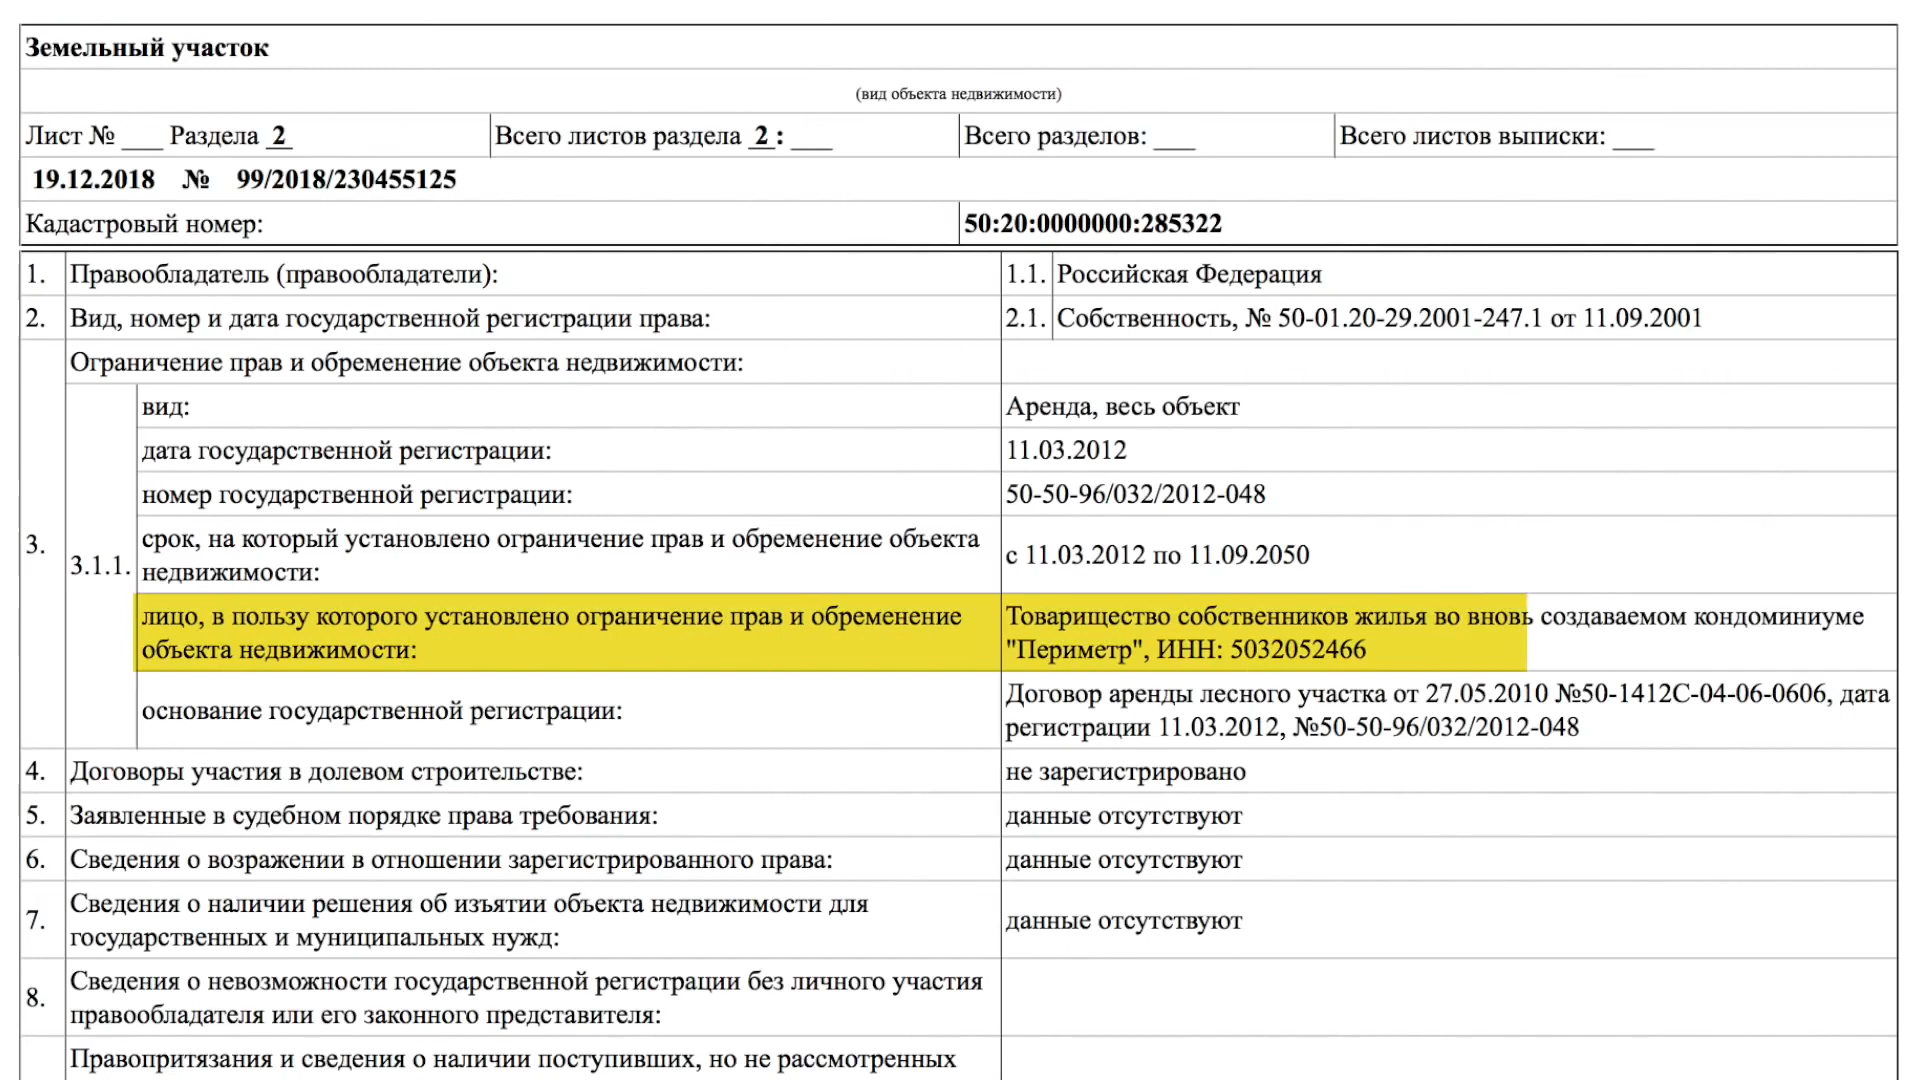 Земельный участок
(вид объекта недвижимости)
Лист № ___ Раздела 2 Всего листов раздела 2 : ___ Всего разделов: ___ Всего листов выписки: ___
19.12.2018 № 99/2018/230455125
Кадастровый номер: 50:20:0000000:285322
1. Правообладатель (правообладатели): 1.1. Российская Федерация
2. Вид, номер и дата государственной регистрации права: 2.1. Собственность, № 50-01.20-29.2001-247.1 от 11.09.2001
3. Ограничение прав и обременение объекта недвижимости:
3.1.1. вид: Аренда, весь объект
дата государственной регистрации: 11.03.2012
номер государственной регистрации: 50-50-96/032/2012-048
срок, на который установлено ограничение прав и обременение объекта
недвижимости:
с 11.03.2012 по 11.09.2050
лицо, в пользу которого установлено ограничение прав и обременение
объекта недвижимости:
Товарищество собственников жилья во вновь создаваемом кондоминиуме
"Периметр", ИНН: 5032052466
основание государственной регистрации:
Договор аренды лесного участка от 27.05.2010 №50-1412С-04-06-0606, дата
регистрации 11.03.2012, №50-50-96/032/2012-048
4. Договоры участия в долевом строительстве: не зарегистрировано
5. Заявленные в судебном порядке права требования: данные отсутствуют
6. Сведения о возражении в отношении зарегистрированного права: данные отсутствуют
7. Сведения о наличии решения об изъятии объекта недвижимости для
государственных и муниципальных нужд:
данные отсутствуют
8. Сведения о невозможности государственной регистрации без личного участия
правообладателя или его законного представителя:
Правопритязания и сведения о наличии поступивших, но не рассмотренных